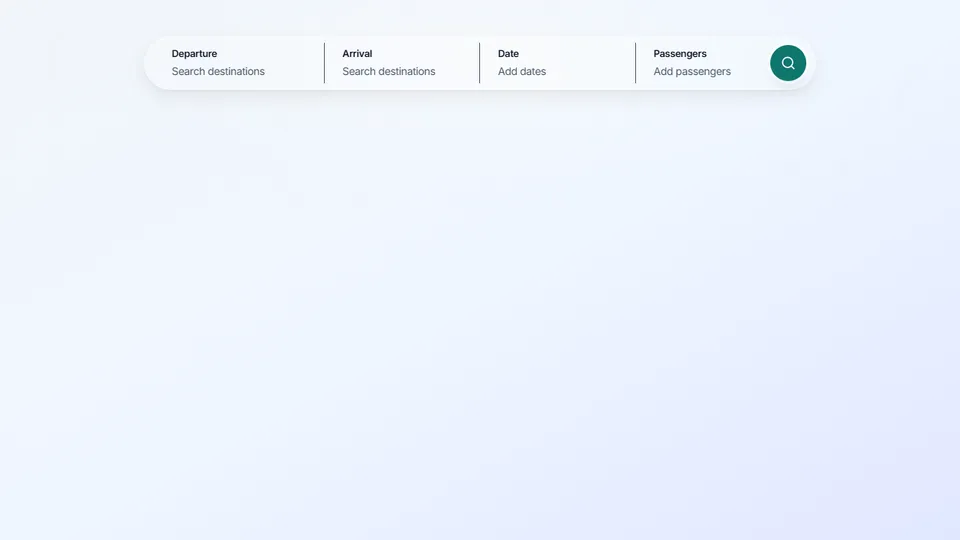 Departure
Search destinations
Arrival
Search destinations
Date
Add dates
Passengers
Add passengers